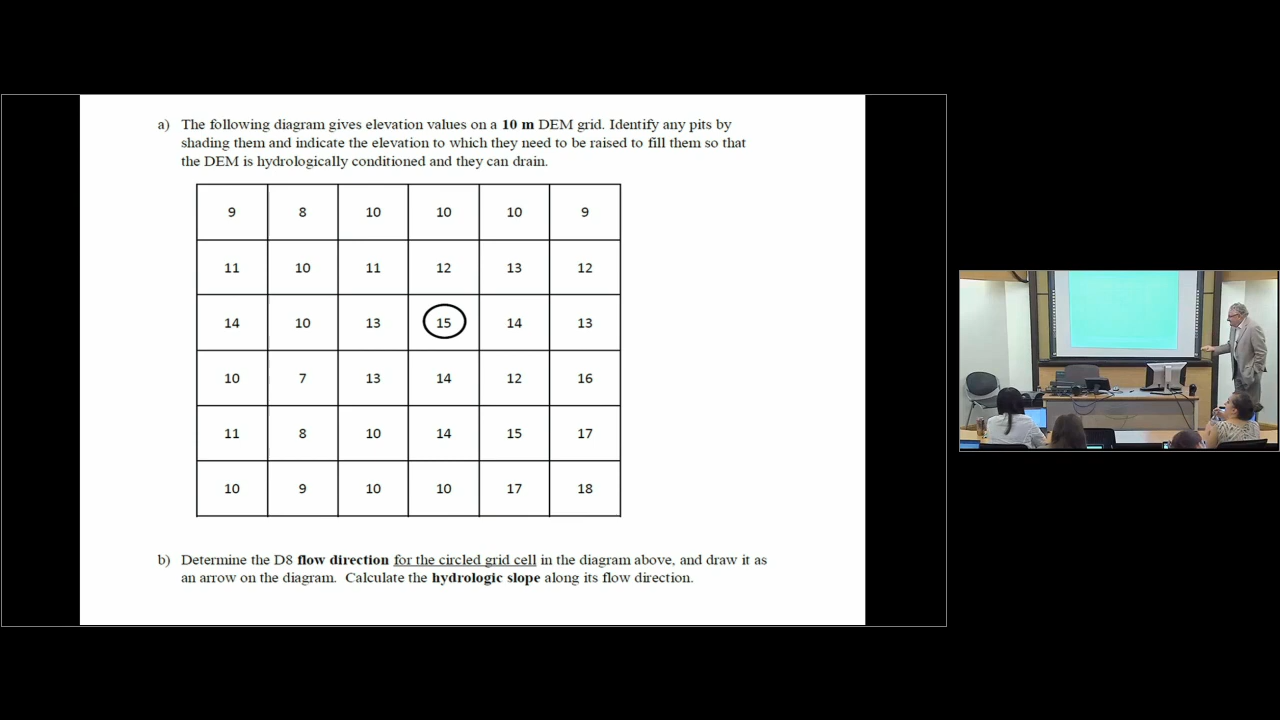 a) The following diagram gives elevation values on a 10 m DEM grid. Identify any pits by
shading them and indicate the elevation to which they need to be raised to fill them so that
the DEM is hydrologically conditioned and they can drain.
9 8 10 10 10 9
11 10 11 12 13 12
14 10 13 15 14 13
10 7 13 14 12 16
11 8 10 14 15 17
10 9 10 10 17 18
b) Determine the D8 flow direction for the circled grid cell in the diagram above, and draw it as
an arrow on the diagram. Calculate the hydrologic slope along its flow direction.